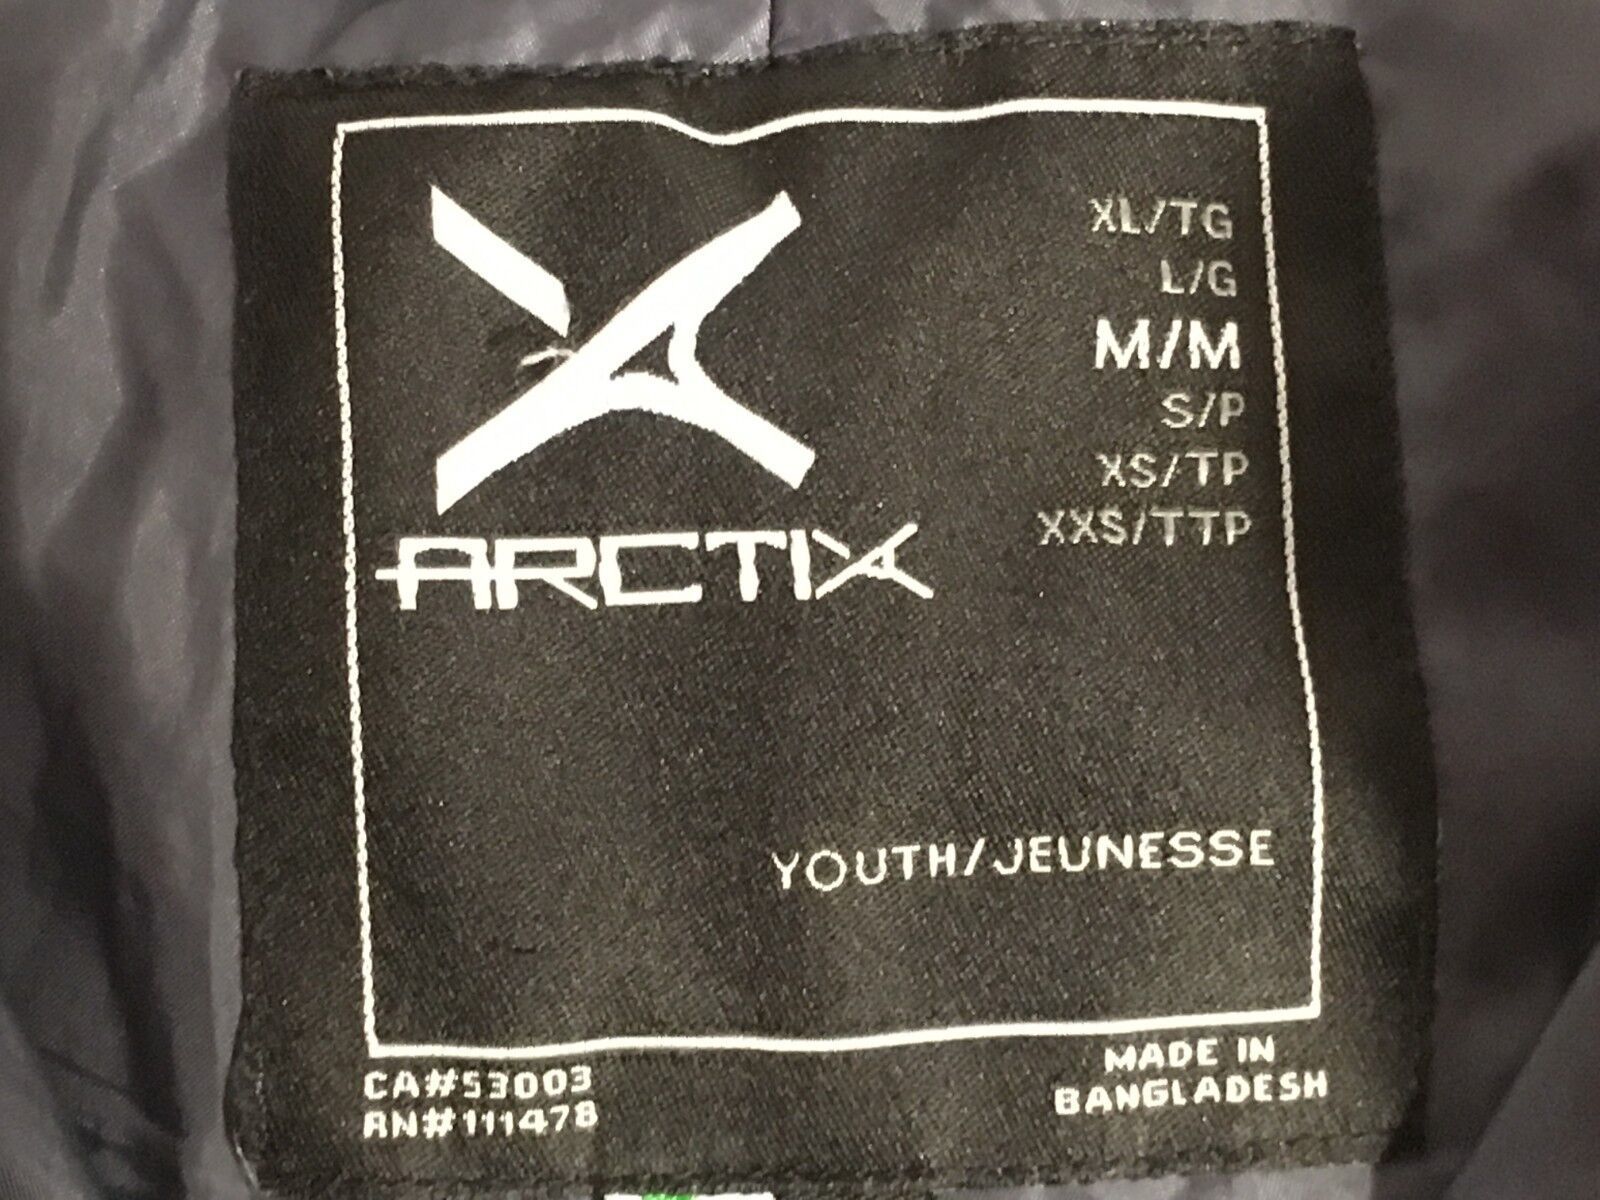 XL/TG
L/G
M/M
S/P
XS/TP
XXS/TTP
ARCTIX
YOUTH/JEUNESSE
CA#53003
RN#111478
MADE IN
BANGLADESH